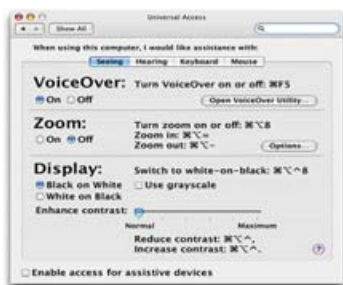 Universal Access
Show All
When using this computer, I would like assistance with:
Seeing Hearing Keyboard Mouse
VoiceOver: Turn VoiceOver on or off: ⌘F5
On Off Open VoiceOver Utility...
Zoom: Turn zoom on or off: ⌘⌥8
On Off Zoom in: ⌘⌥=
Zoom out: ⌘⌥- Options...
Display: Switch to white-on-black: ⌘⌥^8
Black on White Use grayscale
White on Black
Enhance contrast:
Normal Maximum
Reduce contrast: ⌘⌥^,
Increase contrast: ⌘⌥^.
?
Enable access for assistive devices